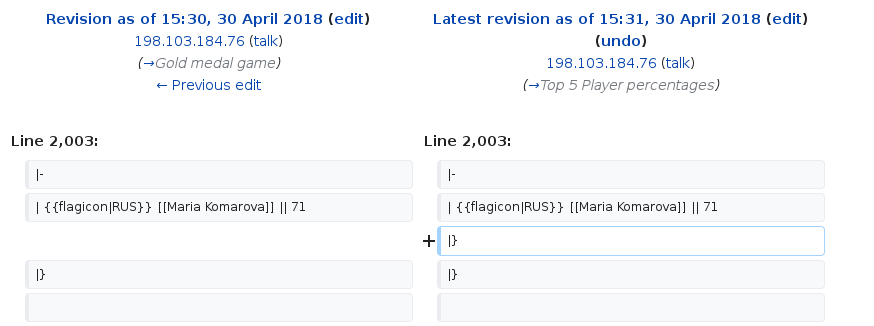 Revision as of 15:30, 30 April 2018 (edit)
198.103.184.76 (talk)
(→Gold medal game)
← Previous edit
Latest revision as of 15:31, 30 April 2018 (edit)
(undo)
198.103.184.76 (talk)
(→Top 5 Player percentages)
Line 2,003:
Line 2,003:
|-
|-
| {{flagicon|RUS}} [[Maria Komarova]] || 71
| {{flagicon|RUS}} [[Maria Komarova]] || 71
+ |}
|}
|}